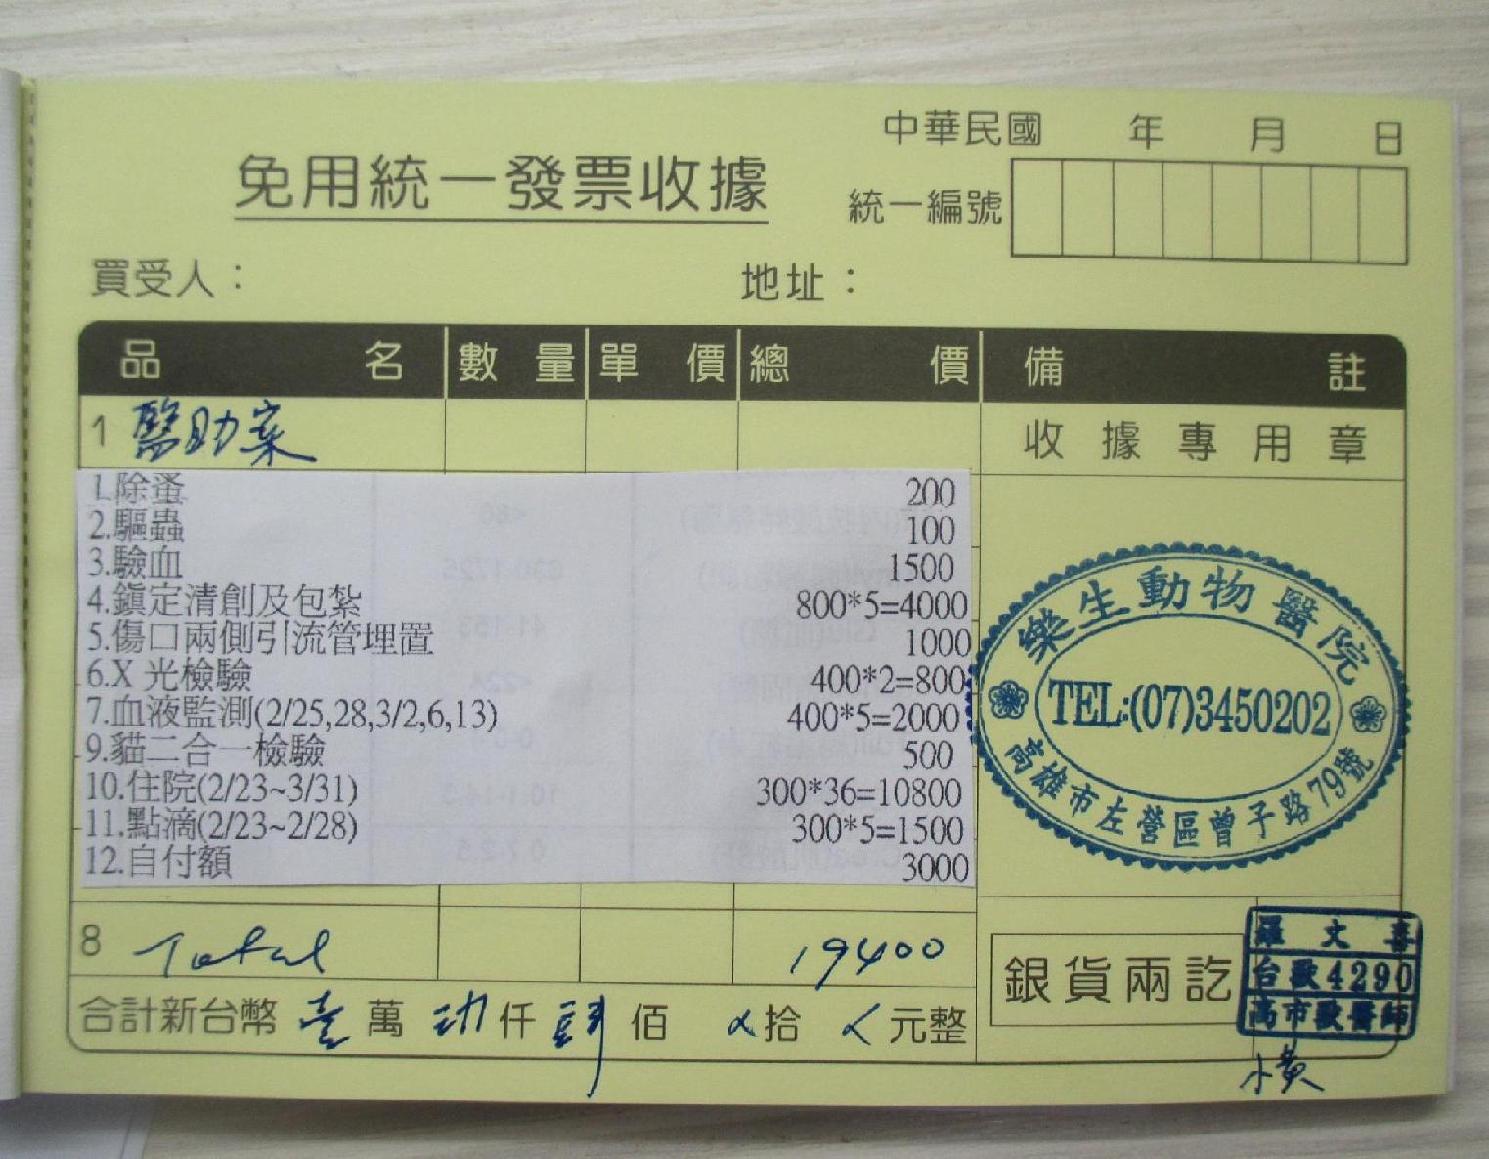 中華民國 年 月 日
免用統一發票收據
統一編號
買受人： 地址：
品名 數量 單價 總價 備註
1 醫助案 收據專用章
1.除蚤 200
2.驅蟲 100
3.驗血 1500
4.鎮定清創及包紮 800*5=4000
5.傷口兩側引流管埋置 1000
6.X 光檢驗 400*2=800
7.血液監測(2/25,28,3/2,6,13) 400*5=2000
9.貓二合一檢驗 500
10.住院(2/23~3/31) 300*36=10800
11.點滴(2/23~2/28) 300*5=1500
12.自付額 3000
樂生動物醫院
TEL:(07)3450202
高雄市左營區曾子路79號
8 Total 19400
銀貨兩訖
羅文喜
台獸4290
高市獸醫師
合計新台幣 壹萬 玖仟 肆佰 拾 元整